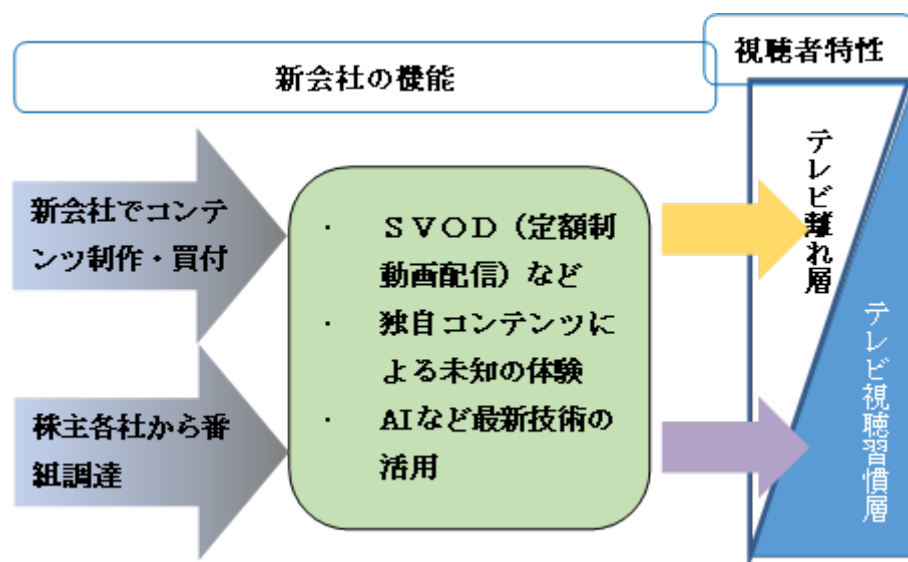 新会社の機能
視聴者特性
新会社でコンテ
ンツ制作・買付
株主各社から番
組調達
・ ＳＶＯＤ（定額制
動画配信）など
・ 独自コンテンツに
よる未知の体験
・ AIなど最新技術の
活用
テレビ離れ層
テレビ視聴習慣層